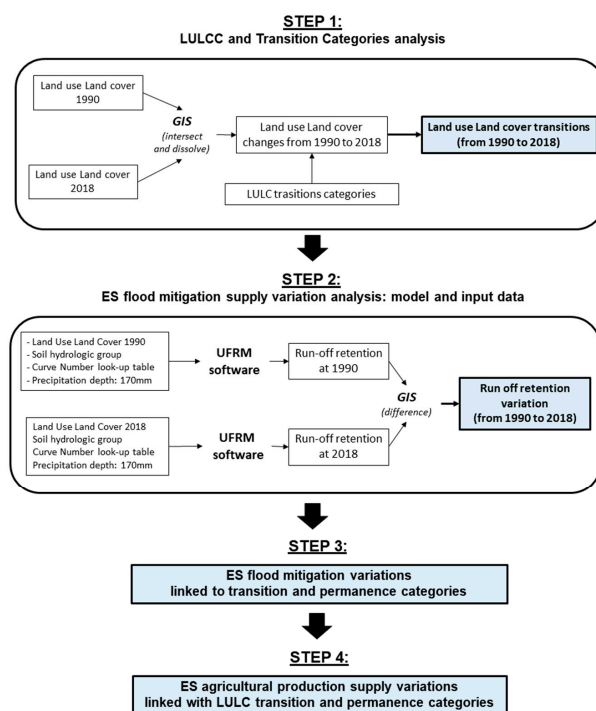 STEP 1:
LULCC and Transition Categories analysis
Land use Land cover
1990
GIS
(intersect
and dissolve)
Land use Land cover
2018
Land use Land cover
changes from 1990 to 2018
LULC trasitions categories
Land use Land cover transitions
(from 1990 to 2018)
STEP 2:
ES flood mitigation supply variation analysis: model and input data
- Land Use Land Cover 1990
- Soil hydrologic group
- Curve Number look-up table
- Precipitation depth: 170mm
UFRM
software
Run-off retention
at 1990
Land Use Land Cover 2018
Soil hydrologic group
Curve Number look-up table
Precipitation depth: 170mm
UFRM
software
Run-off retention
at 2018
GIS
(difference)
Run off retention
variation
(from 1990 to 2018)
STEP 3:
ES flood mitigation variations
linked to transition and permanence categories
STEP 4:
ES agricultural production supply variations
linked with LULC transition and permanence categories